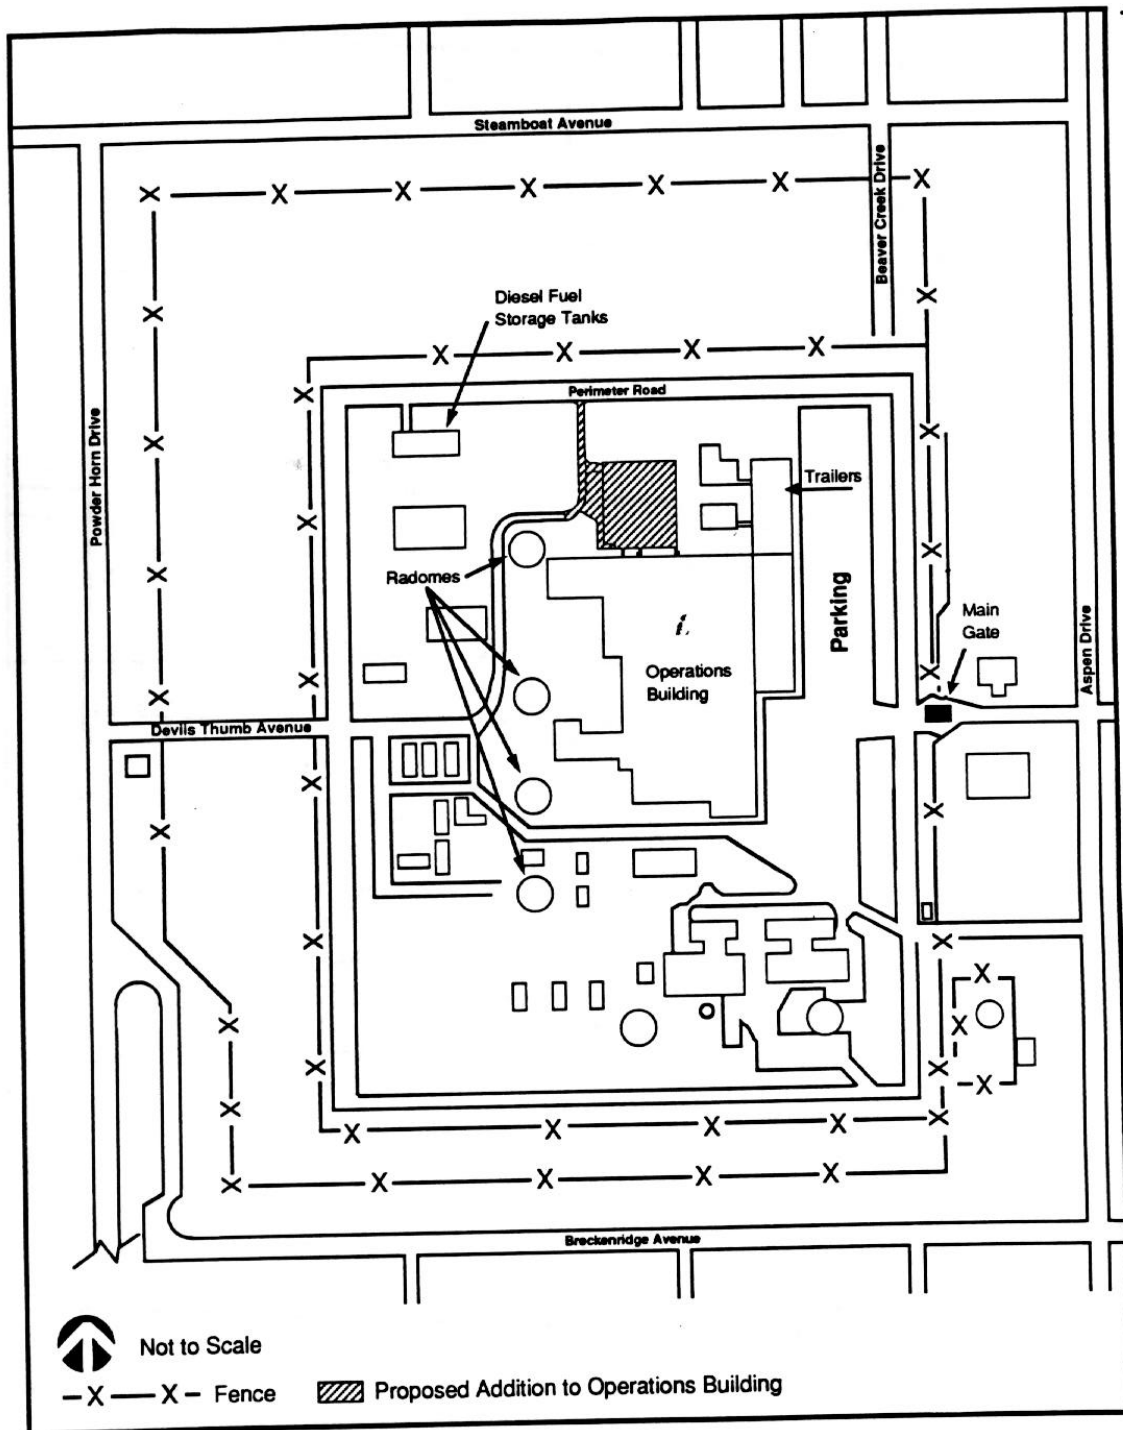 Steamboat Avenue
Beaver Creek Drive
Diesel Fuel
Storage Tanks
Perimeter Road
Powder Horn Drive
Trailers
Radomes
Parking
Main
Gate
Operations
Building
Aspen Drive
Devils Thumb Avenue
Breckenridge Avenue
Not to Scale
X X Fence
Proposed Addition to Operations Building